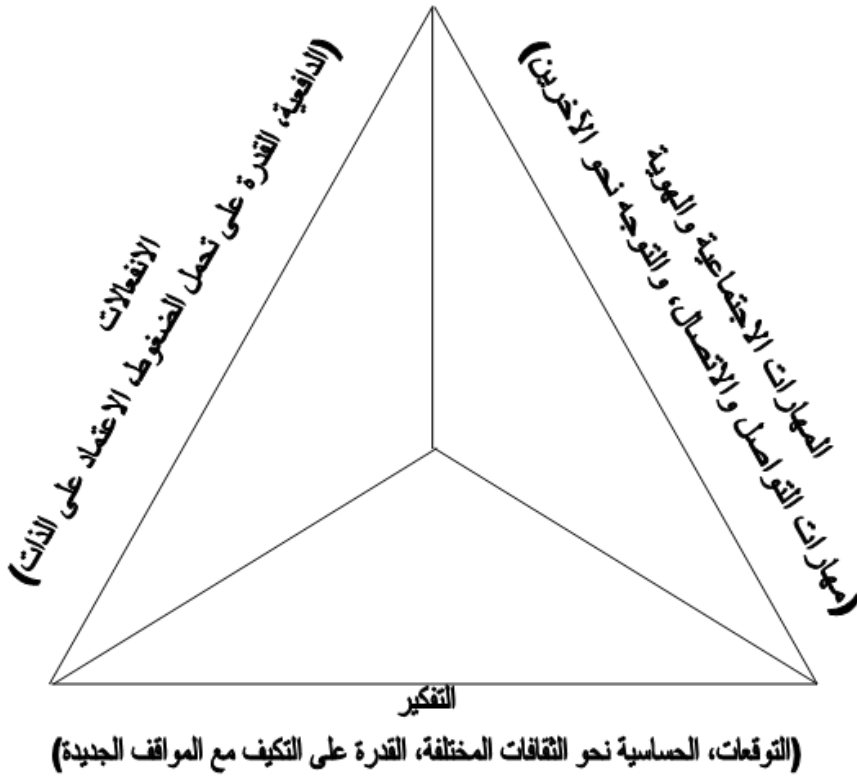 الانفعالات
(الدافعية، القدرة على تحمل الضغوط، الاعتماد على الذات)
المهارات الاجتماعية والهوية
(مهارات التواصل والاتصال، والتوجه نحو الآخرين)
التفكير
(التوقعات، الحساسية نحو الثقافات المختلفة، القدرة على التكيف مع المواقف الجديدة)